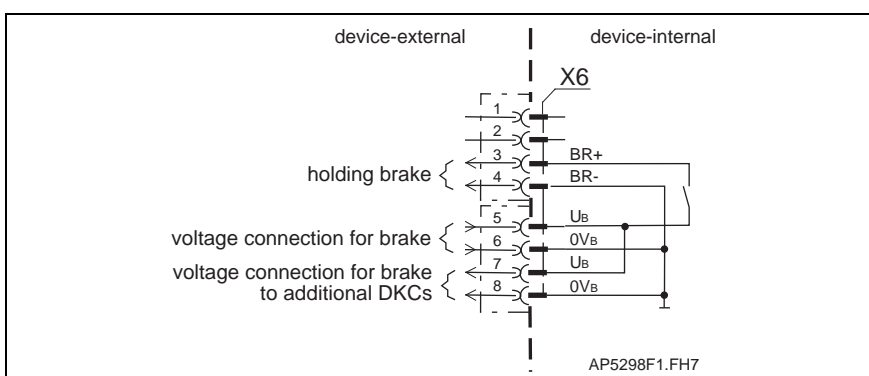 device-external
device-internal
X6
1
2
3
BR+
holding brake
4
BR-
5
UB
voltage connection for brake
6
0VB
voltage connection for brake
to additional DKCs
7
UB
8
0VB
AP5298F1.FH7